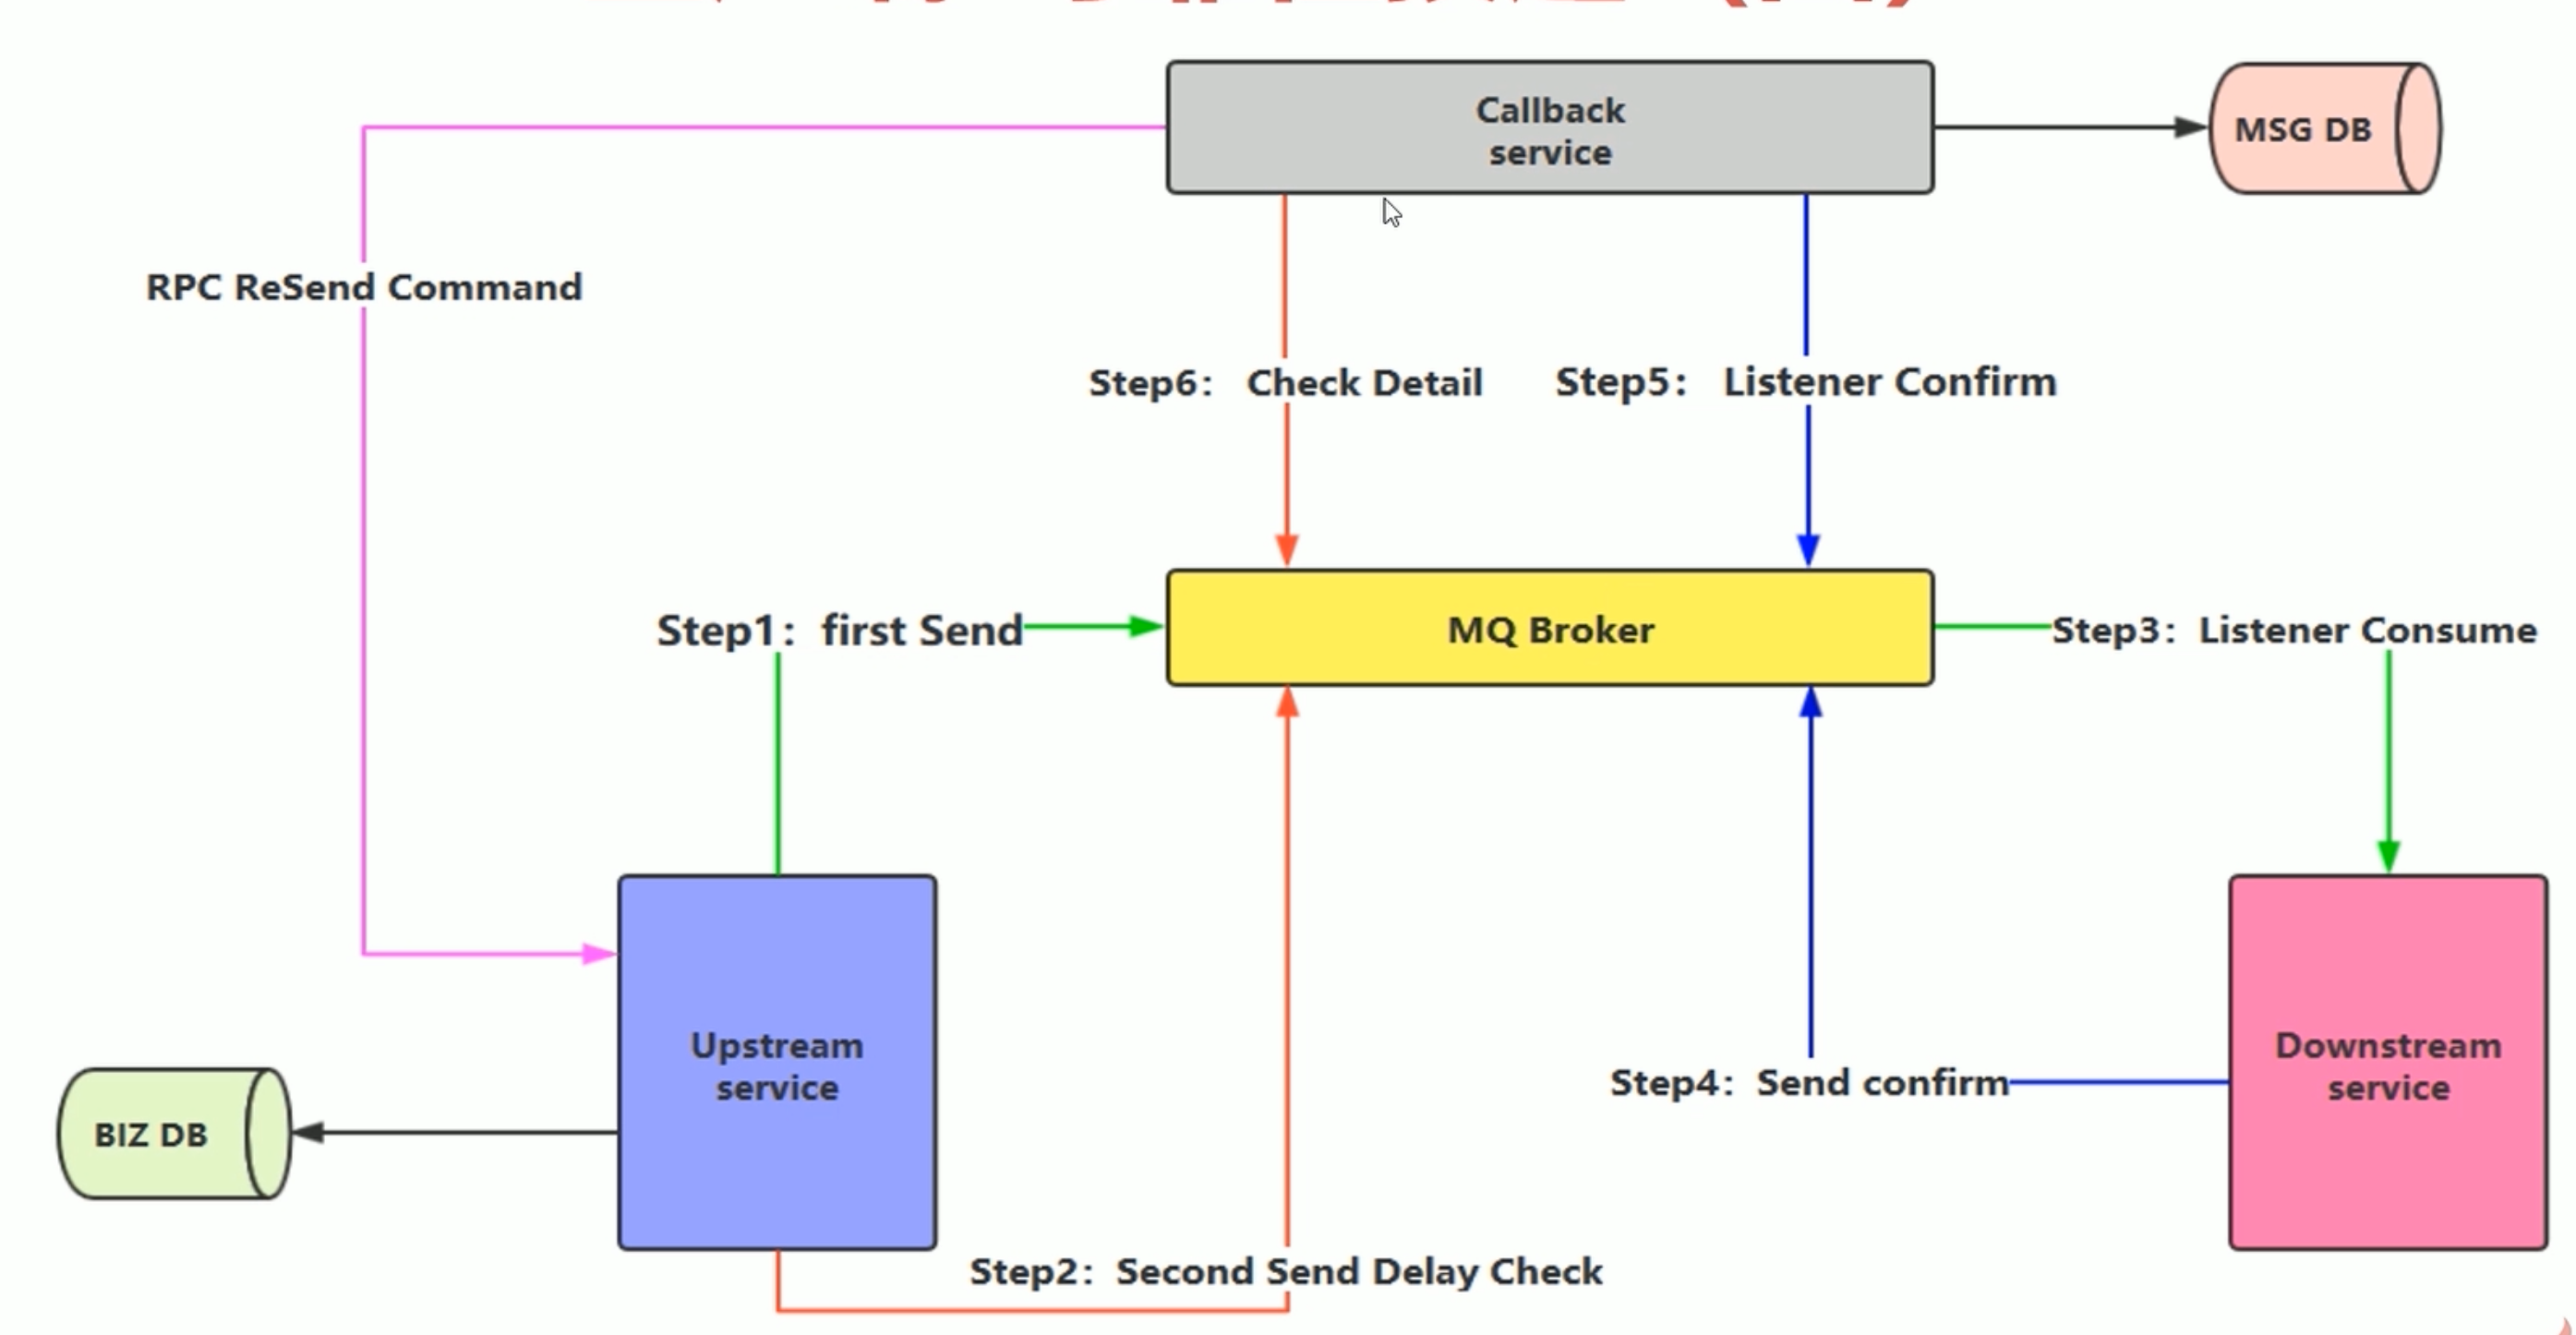 Callback
service
MSG DB
RPC ReSend Command
Step6： Check Detail
Step5： Listener Confirm
Step1： first Send
MQ Broker
Step3： Listener Consume
Upstream
service
Downstream
service
Step4： Send confirm
BIZ DB
Step2： Second Send Delay Check